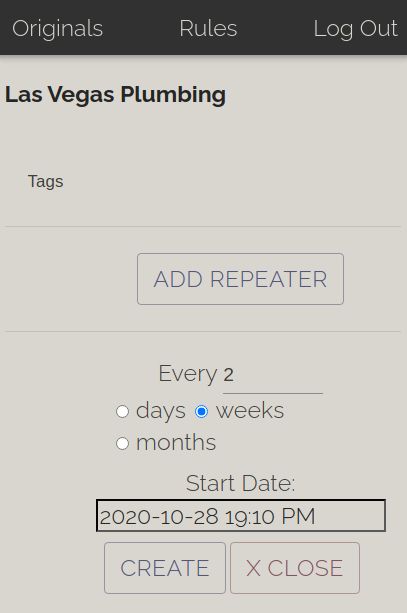 Originals Rules Log Out
Las Vegas Plumbing
Tags
ADD REPEATER
Every 2
days weeks
months
Start Date:
2020-10-28 19:10 PM
CREATE X CLOSE